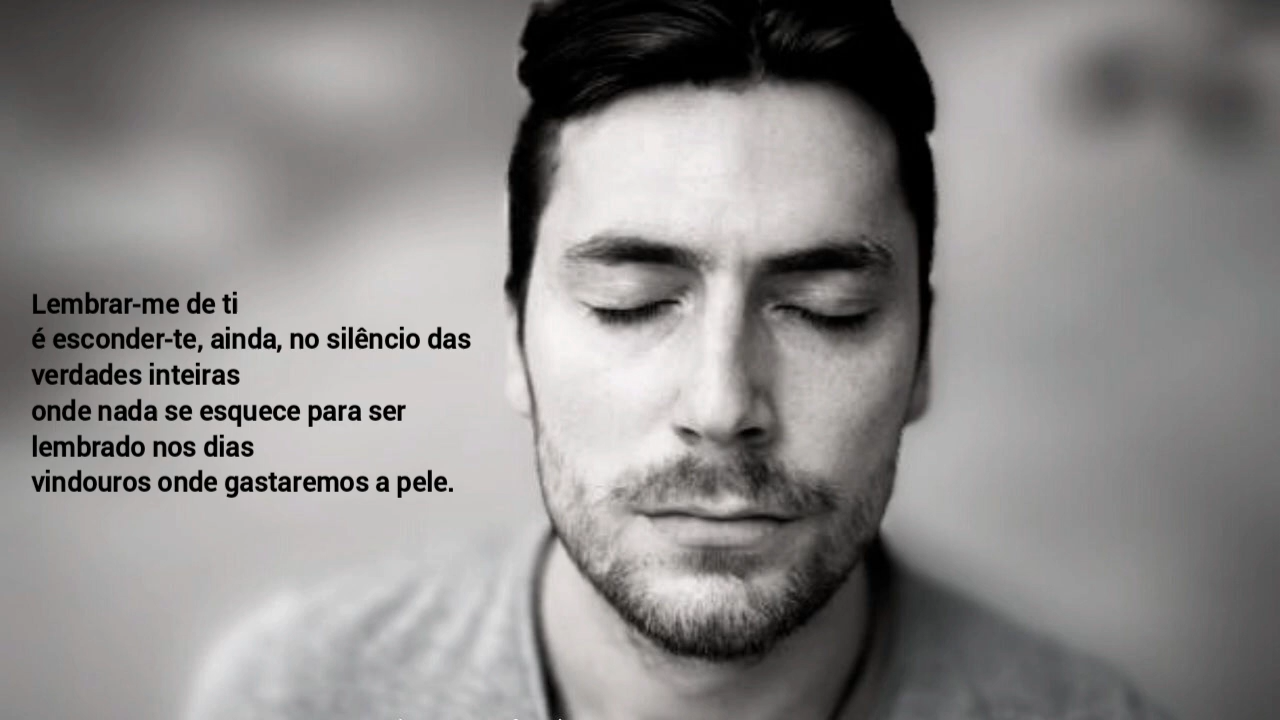 Lembrar-me de ti
é esconder-te, ainda, no silêncio das
verdades inteiras
onde nada se esquece para ser
lembrado nos dias
vindouros onde gastaremos a pele.